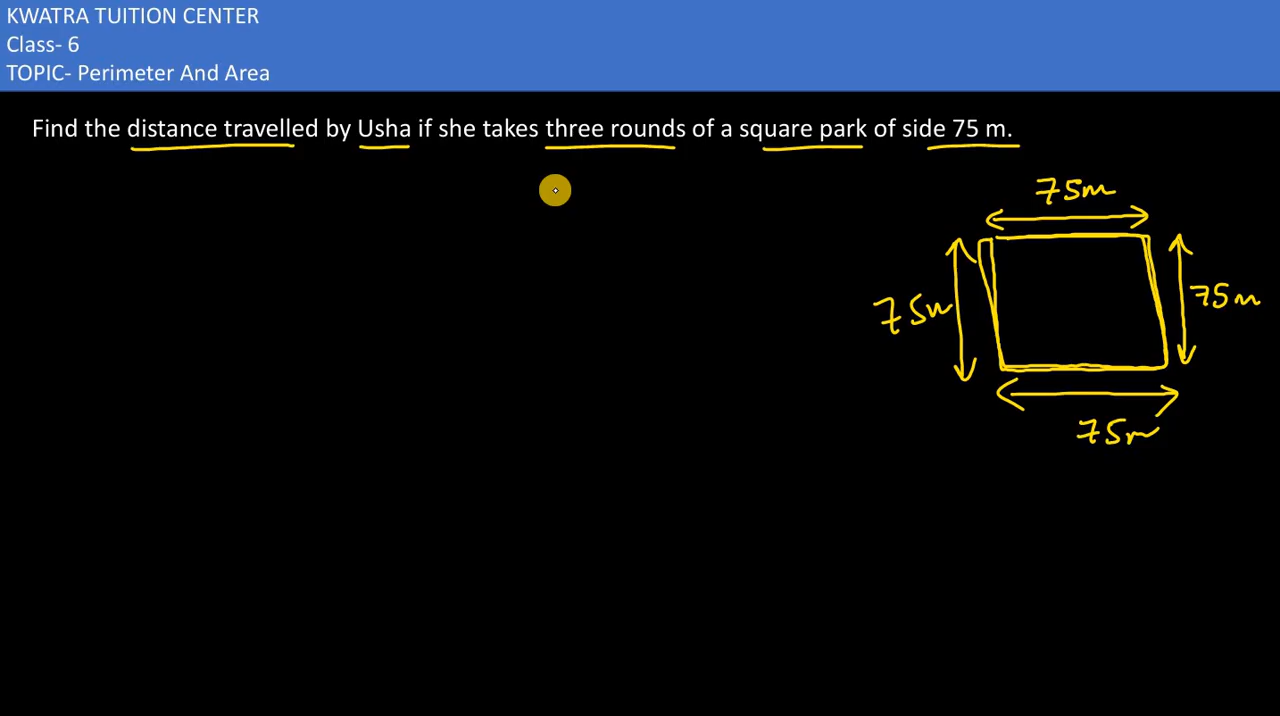 KWATRA TUITION CENTER
Class- 6
TOPIC- Perimeter And Area
Find the distance travelled by Usha if she takes three rounds of a square park of side 75 m.
75m
75m
75m
75m